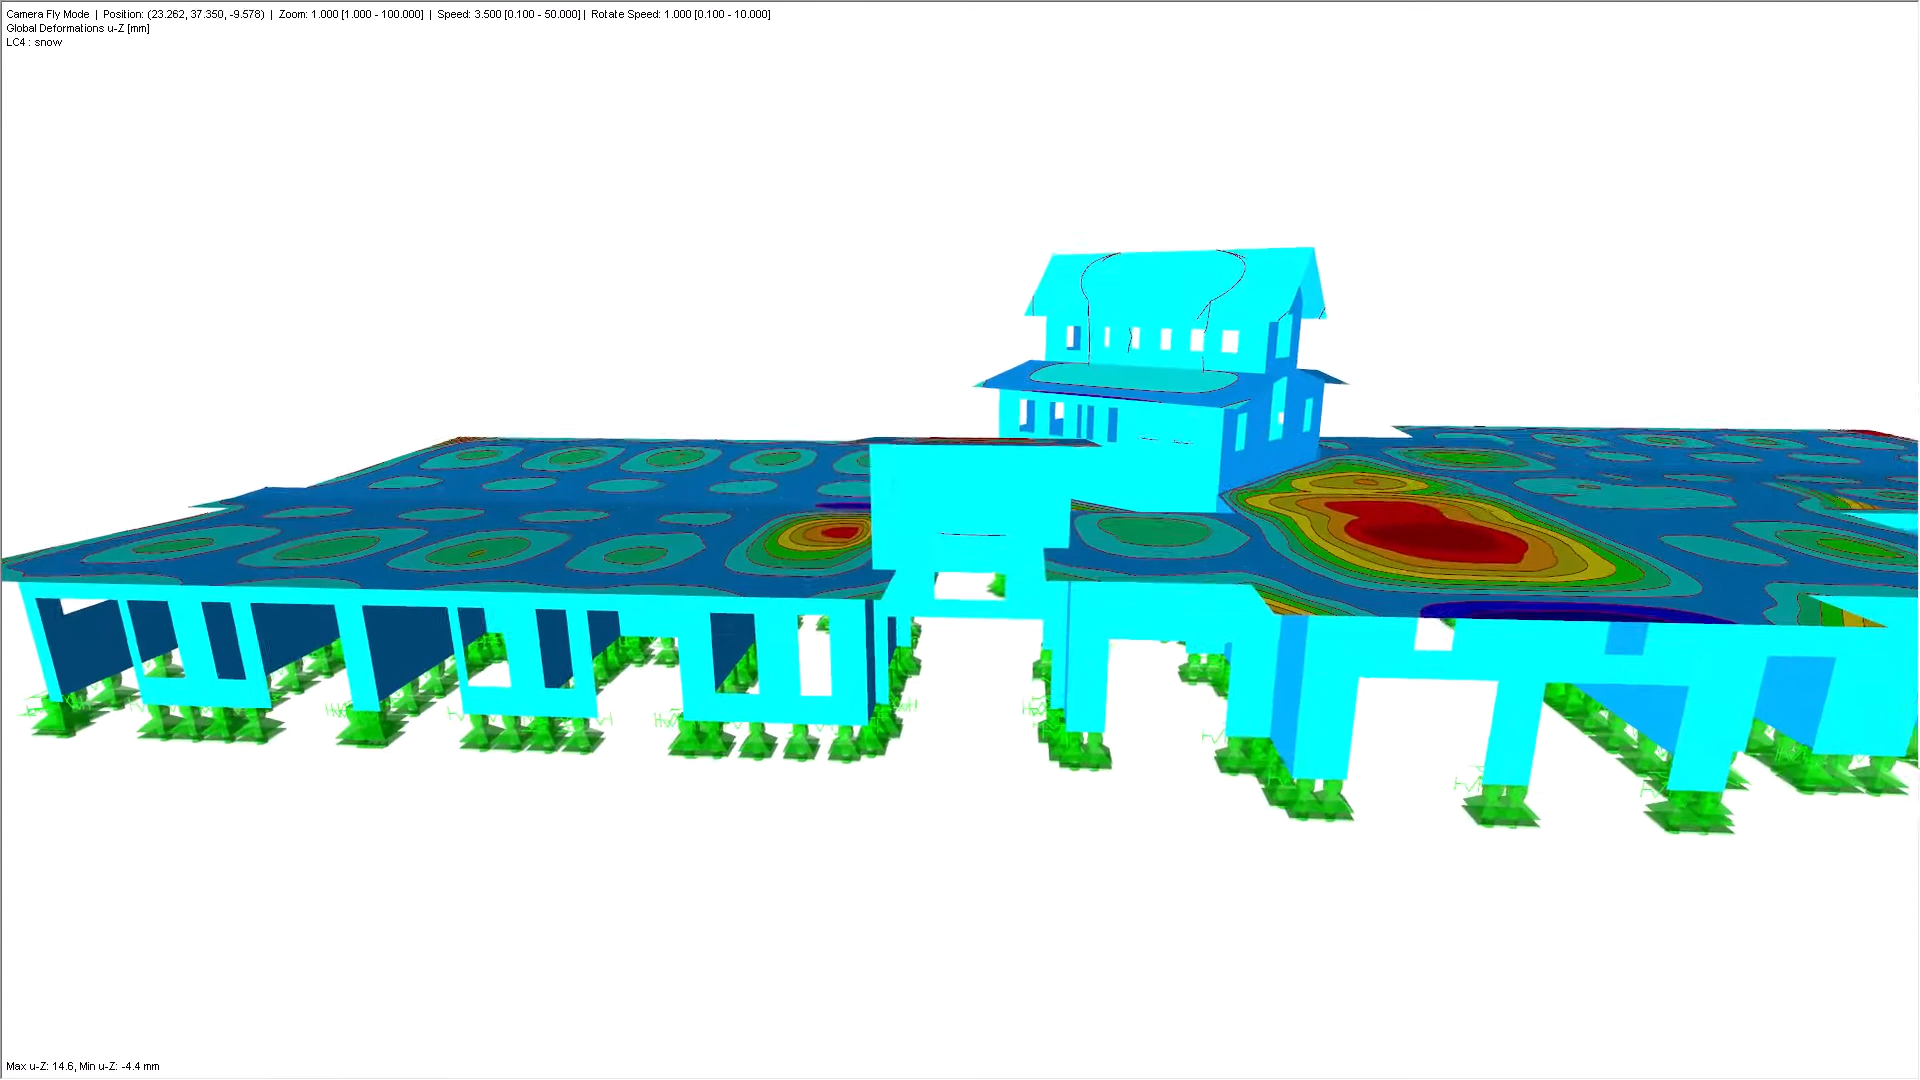 Camera Fly Mode | Position: (23.262, 37.350, -9.578) | Zoom: 1.000 [1.000 - 100.000] | Speed: 3.500 [0.100 - 50.000] | Rotate Speed: 1.000 [0.100 - 10.000]
Global Deformations u-Z [mm]
LC4 : snow
Max u-Z: 14.6, Min u-Z: -4.4 mm